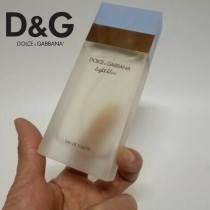 D&G
DOLCE & GABBANA
DOLCE & GABBANA
light blue
EAU DE TOILETTE